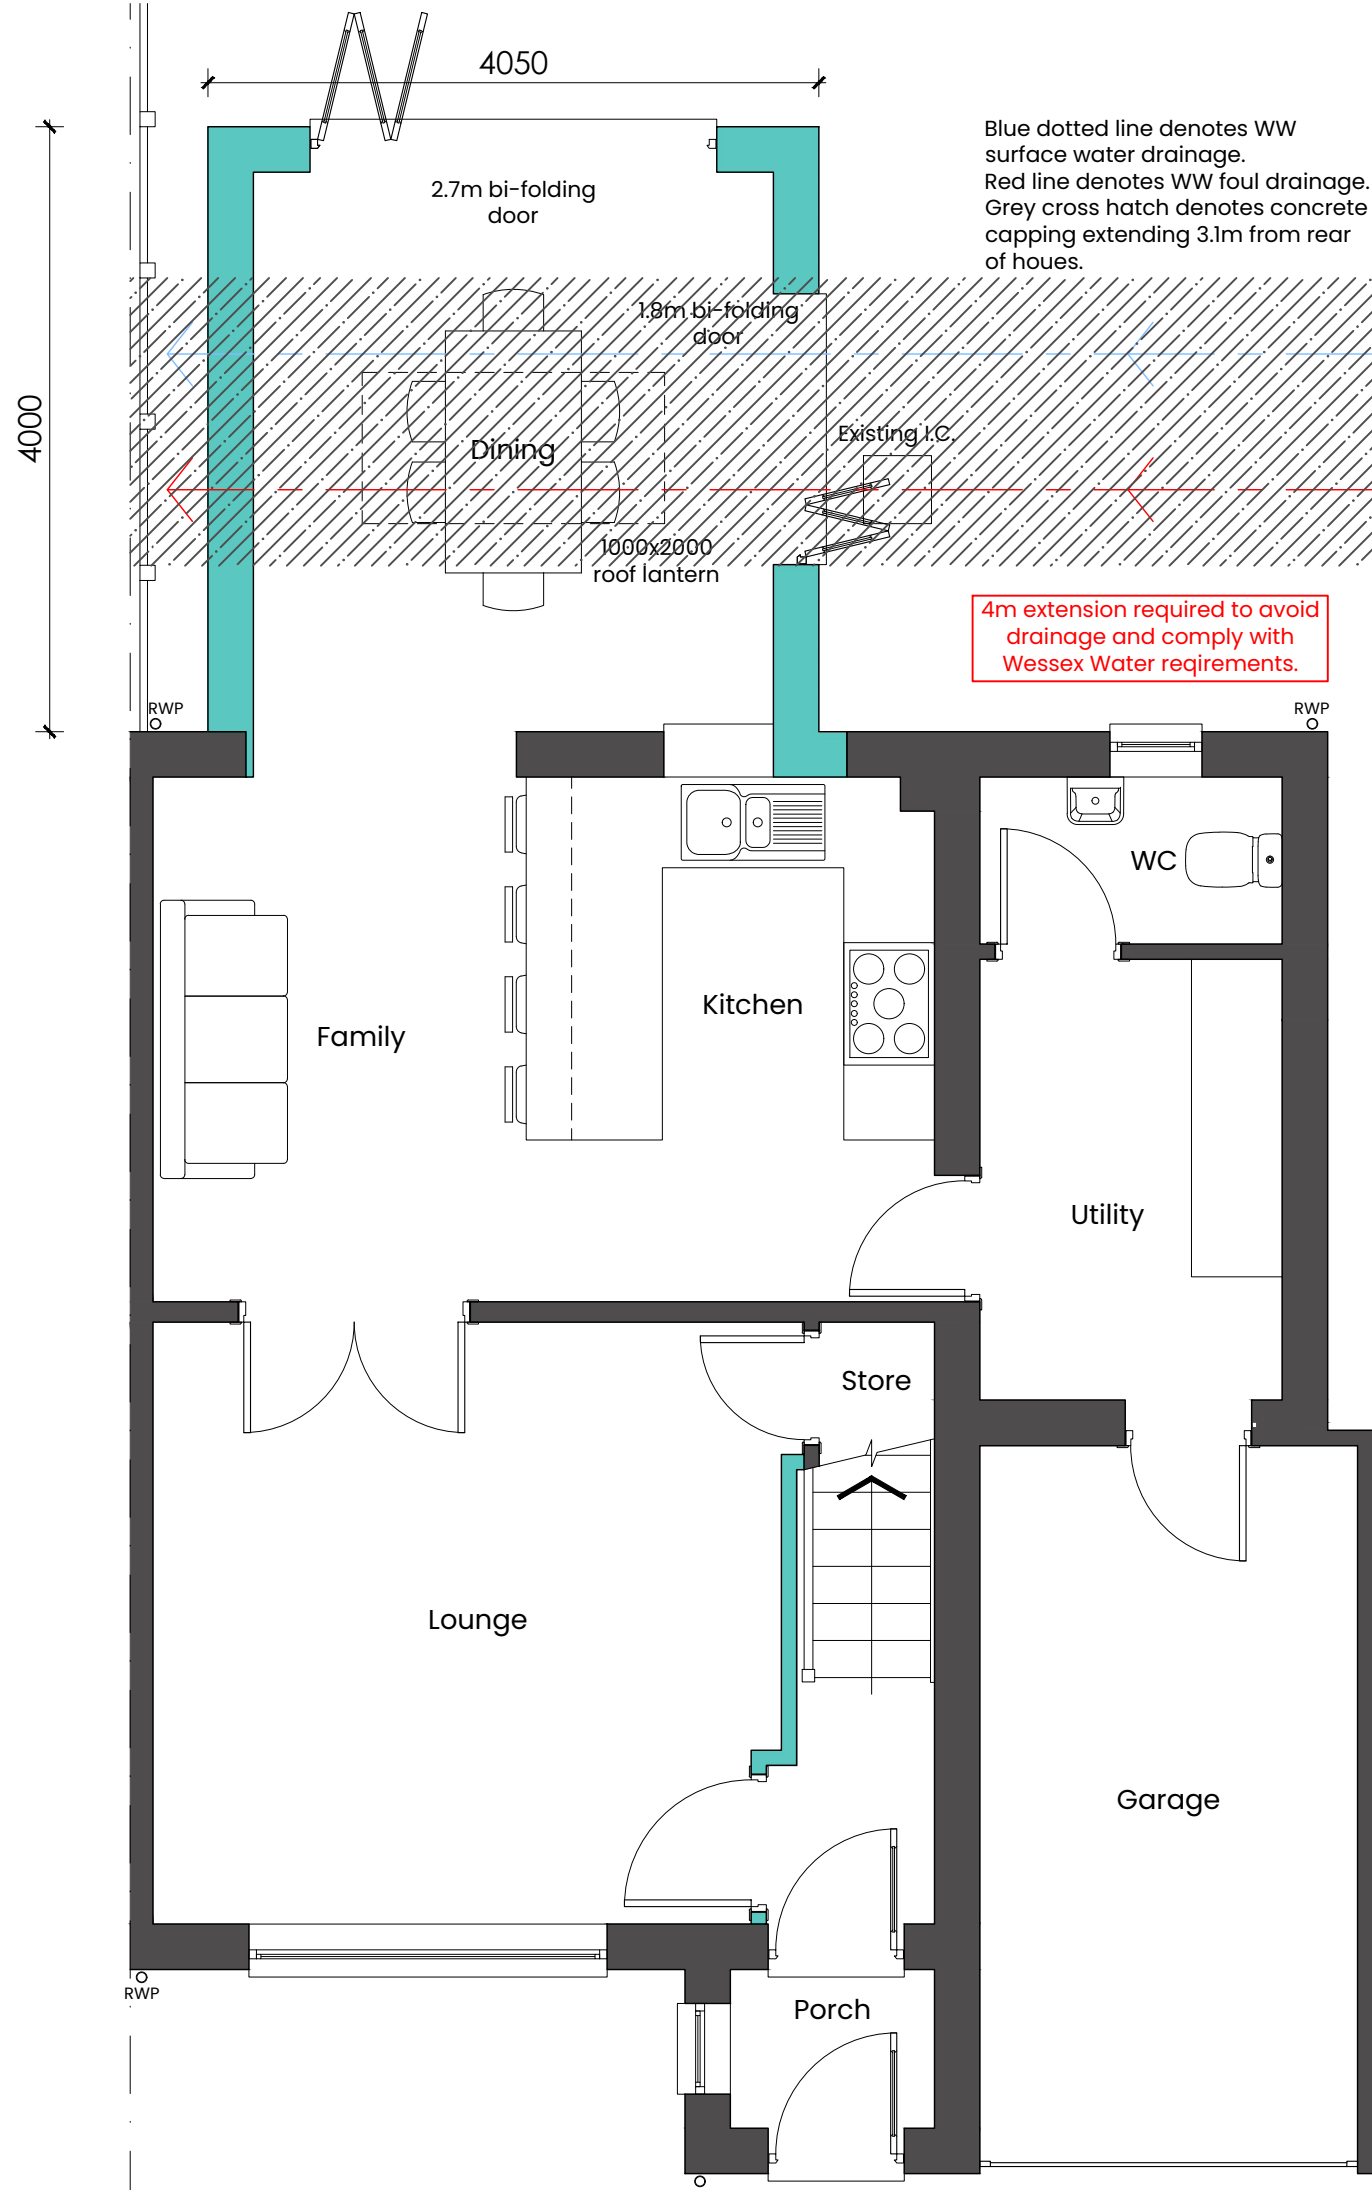 4050
Blue dotted line denotes WW
surface water drainage.
Red line denotes WW foul drainage.
Grey cross hatch denotes concrete
capping extending 3.1m from rear
of houes.
2.7m bi-folding
door
1.8m bi-folding
door
4000
Existing I.C.
Dining
1000x2000
roof lantern
4m extension required to avoid
drainage and comply with
Wessex Water reqirements.
RWP
RWP
WC
Kitchen
Family
Utility
Store
Lounge
Garage
RWP
Porch